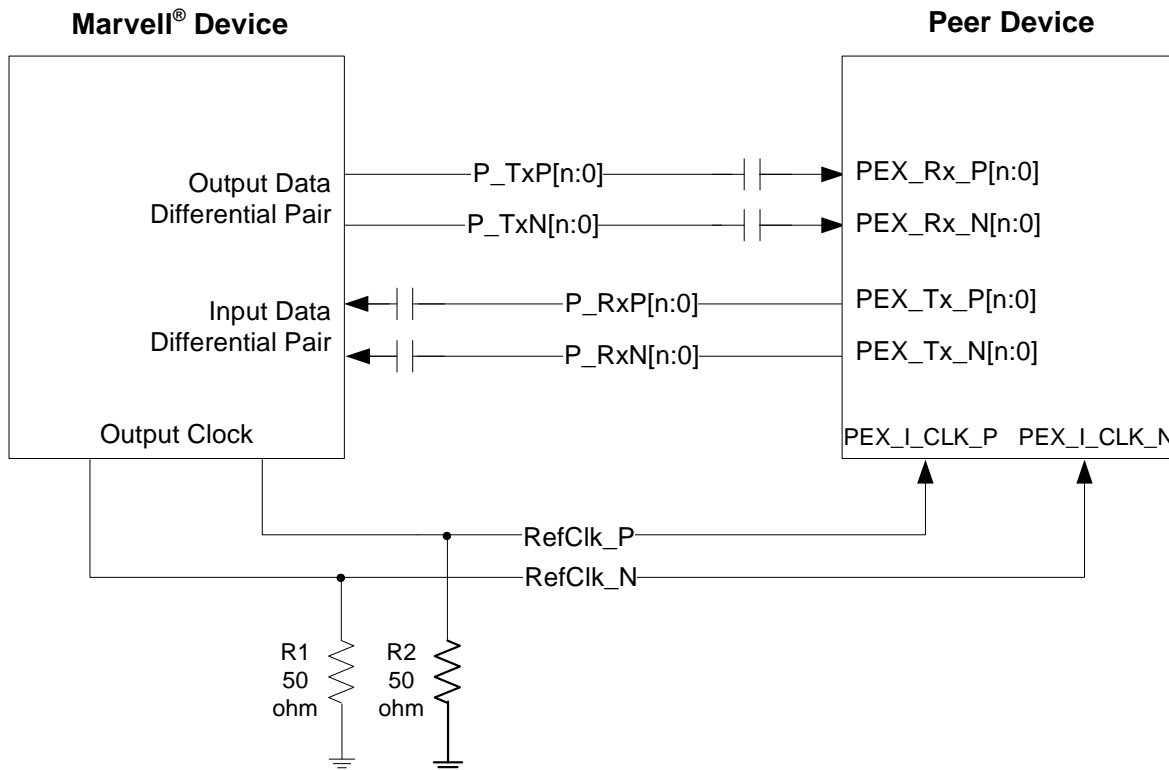 Marvell® Device
Peer Device
Output Data
Differential Pair
P_TxP[n:0]
PEX_Rx_P[n:0]
P_TxN[n:0]
PEX_Rx_N[n:0]
Input Data
Differential Pair
P_RxP[n:0]
PEX_Tx_P[n:0]
P_RxN[n:0]
PEX_Tx_N[n:0]
Output Clock
PEX_I_CLK_P
PEX_I_CLK_N
RefClk_P
RefClk_N
R1
50
ohm
R2
50
ohm